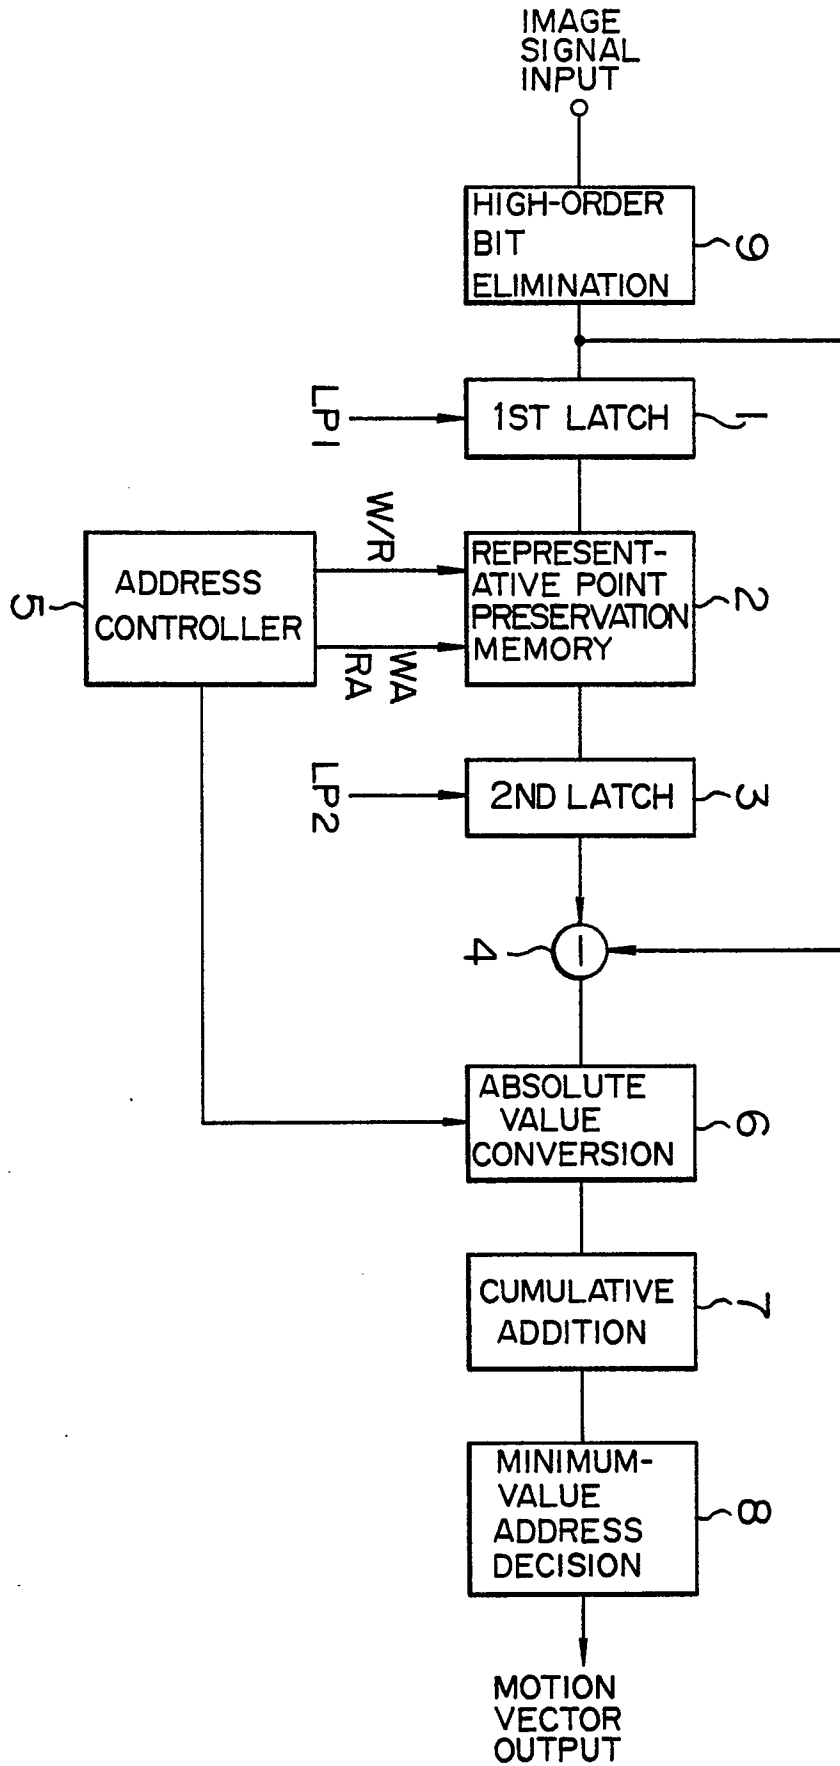 IMAGE
SIGNAL
INPUT
HIGH-ORDER
BIT
ELIMINATION
9
1ST LATCH
1
LP1
REPRESENT-
ATIVE POINT
PRESERVATION
MEMORY
2
W/R
WA
RA
ADDRESS
CONTROLLER
5
2ND LATCH
3
LP2
4
ABSOLUTE
VALUE
CONVERSION
6
CUMULATIVE
ADDITION
7
MINIMUM-
VALUE
ADDRESS
DECISION
8
MOTION
VECTOR
OUTPUT